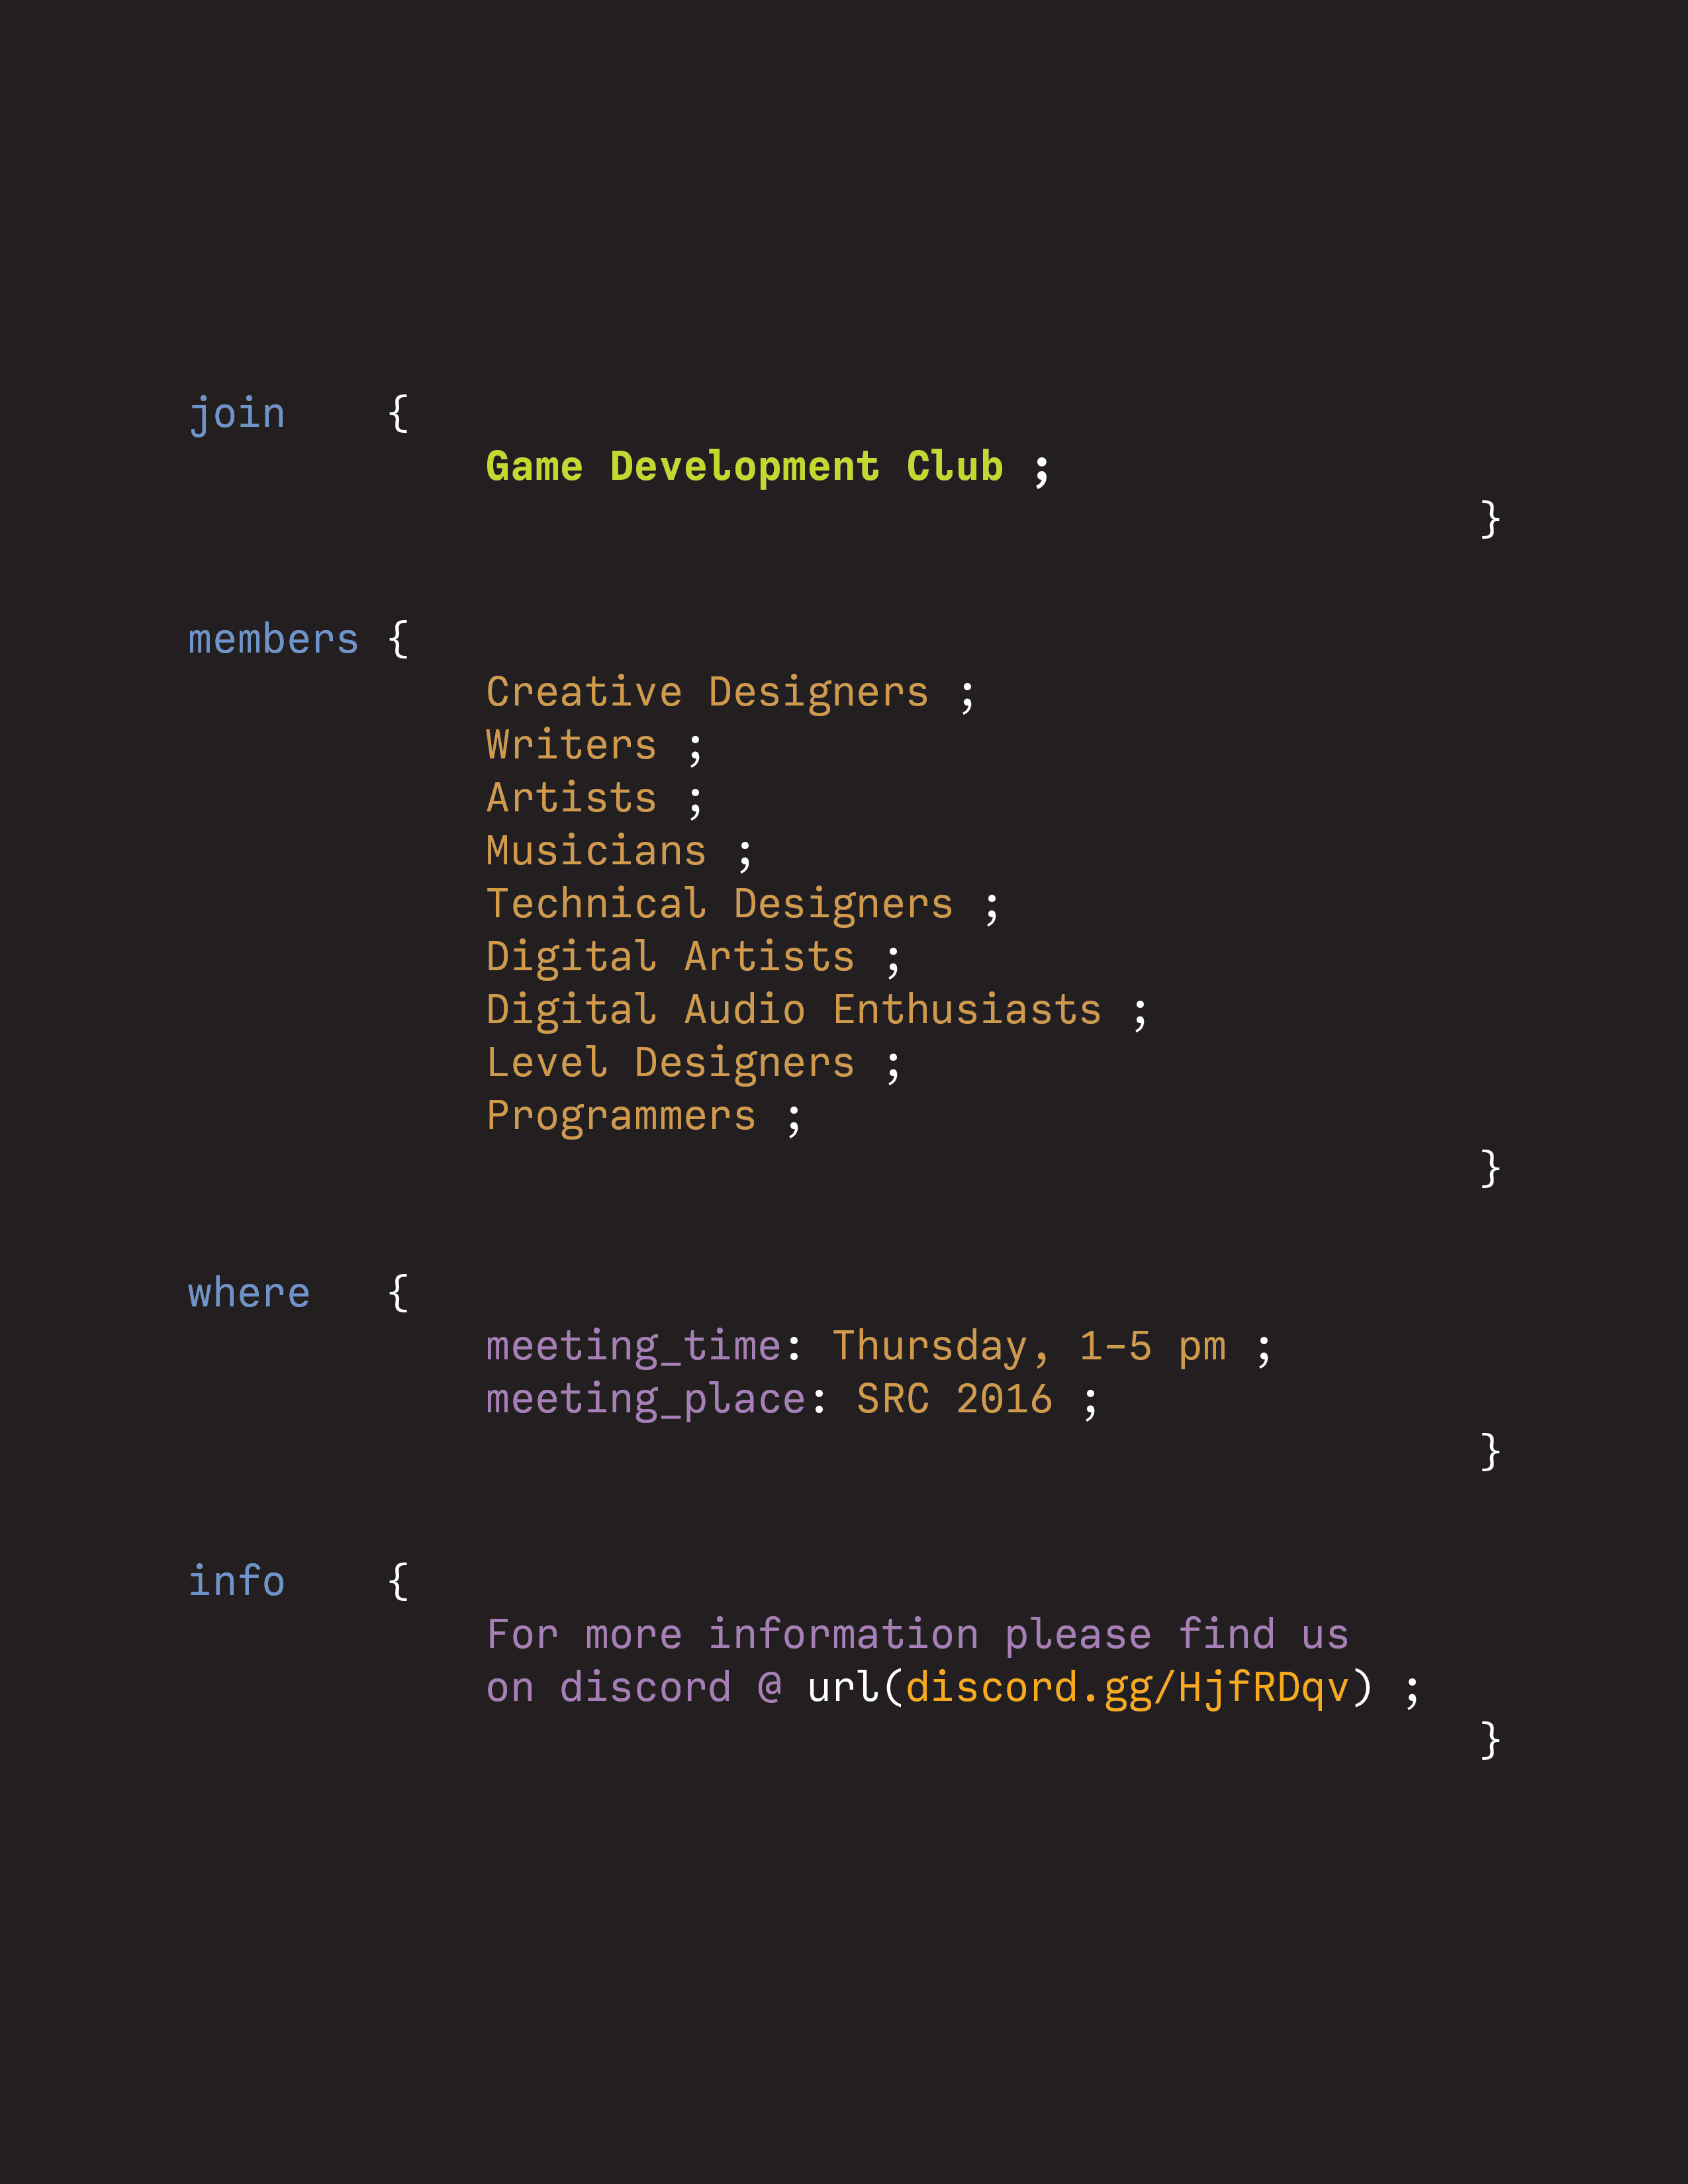 join {
Game Development Club ;
}
members {
Creative Designers ;
Writers ;
Artists ;
Musicians ;
Technical Designers ;
Digital Artists ;
Digital Audio Enthusiasts ;
Level Designers ;
Programmers ;
}
where {
meeting_time: Thursday, 1-5 pm ;
meeting_place: SRC 2016 ;
}
info {
For more information please find us
on discord @ url(discord.gg/HjfRDqv) ;
}